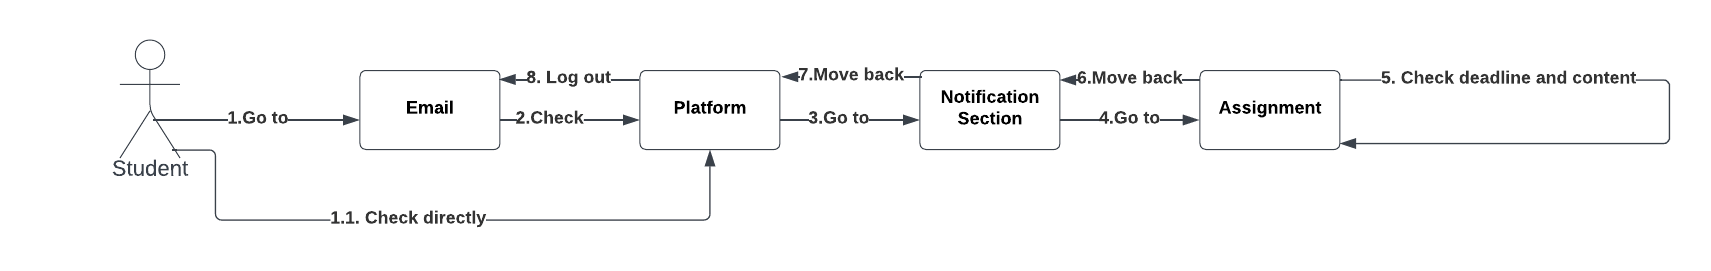 8. Log out
7.Move back
6.Move back
5. Check deadline and content
Email
Platform
Notification
Section
Assignment
1.Go to
2.Check
3.Go to
4.Go to
Student
1.1. Check directly